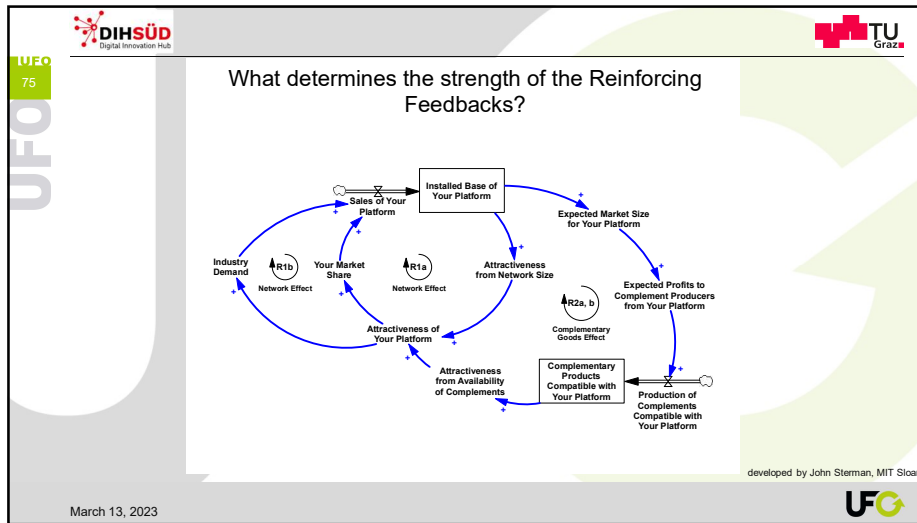 DIHSÜD
Digital Innovation Hub
TU
Graz
UFO
75
UFO
What determines the strength of the Reinforcing
Feedbacks?
Installed Base of
Your Platform
Sales of Your
Platform
Expected Market Size
for Your Platform
Industry
Demand
R1b
Network Effect
Your Market
Share
R1a
Network Effect
Attractiveness
from Network Size
R2a, b
Complementary
Goods Effect
Expected Profits to
Complement Producers
from Your Platform
Attractiveness of
Your Platform
Attractiveness
from Availability
of Complements
Complementary
Products
Compatible with
Your Platform
Production of
Complements
Compatible with
Your Platform
developed by John Sterman, MIT Sloa
March 13, 2023
UFO